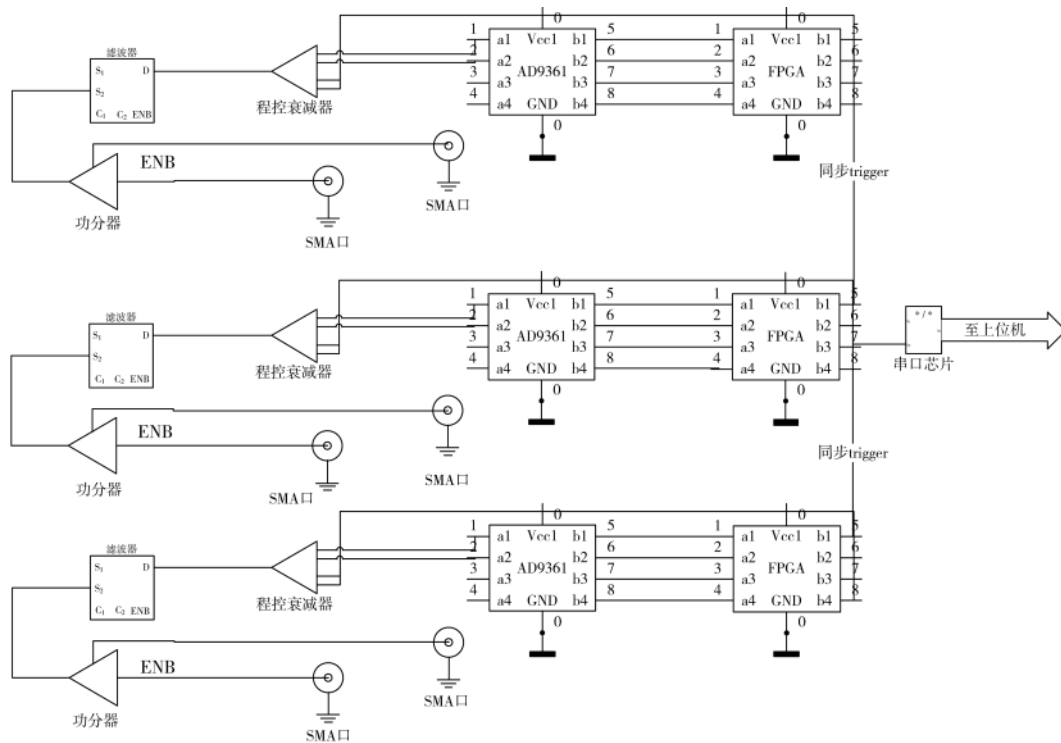 滤波器
S₁ D
S₂
C₁ C₂ ENB
程控衰减器
ENB
功分器
SMA口
SMA口
1
2
3
4
0
a1 Vcc1 b1
a2 b2
AD9361
a3 b3
a4 GND b4
0
5
6
7
8
1
2
3
4
0
a1 Vcc1 b1
a2 b2
FPGA
a3 b3
a4 GND b4
0
5
6
7
8
同步trigger
滤波器
S₁ D
S₂
C₁ C₂ ENB
程控衰减器
ENB
功分器
SMA口
SMA口
1
2
3
4
0
a1 Vcc1 b1
a2 b2
AD9361
a3 b3
a4 GND b4
0
5
6
7
8
1
2
3
4
0
a1 Vcc1 b1
a2 b2
FPGA
a3 b3
a4 GND b4
0
5
6
7
8
*/*
串口芯片
至上位机
同步trigger
滤波器
S₁ D
S₂
C₁ C₂ ENB
程控衰减器
ENB
功分器
SMA口
SMA口
1
2
3
4
0
a1 Vcc1 b1
a2 b2
AD9361
a3 b3
a4 GND b4
0
5
6
7
8
1
2
3
4
0
a1 Vcc1 b1
a2 b2
FPGA
a3 b3
a4 GND b4
0
5
6
7
8